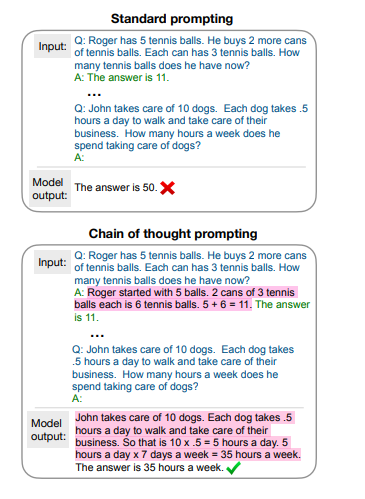 Standard prompting
Input:
Q: Roger has 5 tennis balls. He buys 2 more cans
of tennis balls. Each can has 3 tennis balls. How
many tennis balls does he have now?
A: The answer is 11.
...
Q: John takes care of 10 dogs.  Each dog takes .5
hours a day to walk and take care of their
business.  How many hours a week does he
spend taking care of dogs?
A:
Model
output:
The answer is 50.
Chain of thought prompting
Input:
Q: Roger has 5 tennis balls. He buys 2 more cans
of tennis balls. Each can has 3 tennis balls. How
many tennis balls does he have now?
A: Roger started with 5 balls. 2 cans of 3 tennis
balls each is 6 tennis balls. 5 + 6 = 11. The answer
is 11.
...
Q: John takes care of 10 dogs.  Each dog takes
.5 hours a day to walk and take care of their
business.  How many hours a week does he
spend taking care of dogs?
A:
Model
output:
John takes care of 10 dogs. Each dog takes .5
hours a day to walk and take care of their
business. So that is 10 x .5 = 5 hours a day. 5
hours a day x 7 days a week = 35 hours a week.
The answer is 35 hours a week.